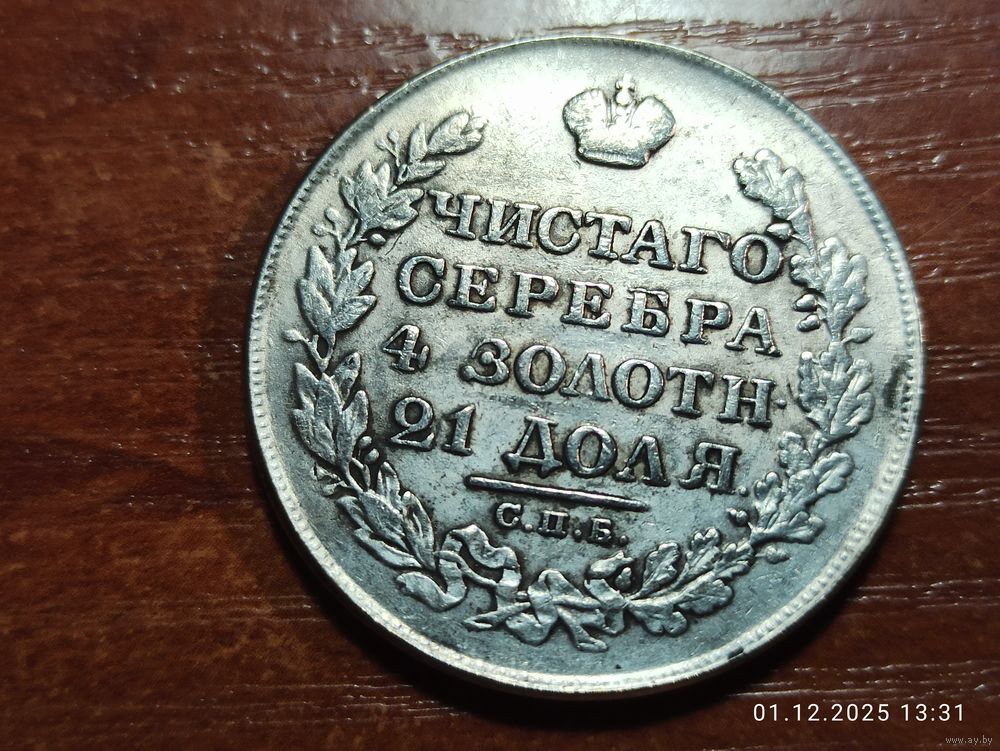 ЧИСТАГО
СЕРЕБРА
4 ЗОЛОТН.
21 ДОЛЯ.
С.П.Б.
01.12.2025 13:31
www.ay.by